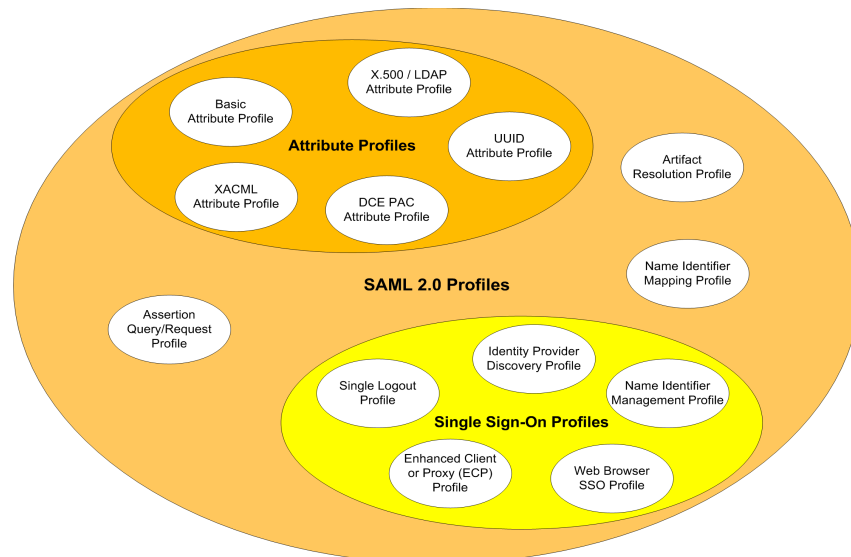 X.500 / LDAP
Attribute Profile
Basic
Attribute Profile
Attribute Profiles
UUID
Attribute Profile
XACML
Attribute Profile
DCE PAC
Attribute Profile
Artifact
Resolution Profile
Name Identifier
Mapping Profile
SAML 2.0 Profiles
Assertion
Query/Request
Profile
Identity Provider
Discovery Profile
Single Logout
Profile
Name Identifier
Management Profile
Single Sign-On Profiles
Enhanced Client
or Proxy (ECP)
Profile
Web Browser
SSO Profile